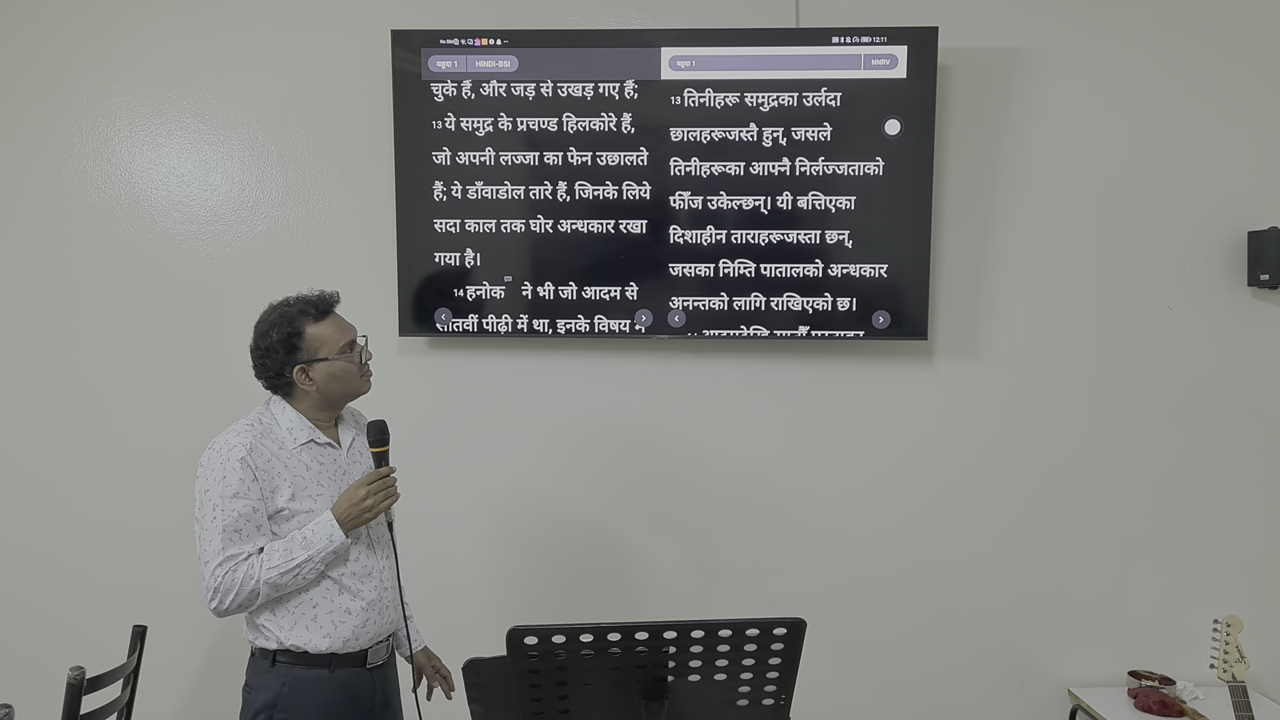 12:11
यहूदा 1 HINDI-BSI
चुके हैं, और जड़ से उखड़ गए हैं;
13 ये समुद्र के प्रचण्ड हिलकोरे हैं,
जो अपनी लज्जा का फेन उछालते
हैं; ये डाँवाडोल तारे हैं, जिनके लिये
सदा काल तक घोर अन्धकार रखा
गया है।
14 हनोक ने भी जो आदम से
सातवीं पीढ़ी में था, इनके विषय में
यहूदा 1 NNRV
13 तिनीहरू समुद्रका उर्लदा
छालहरूजस्तै हुन्, जसले
तिनीहरूका आफ्नै निर्लज्जताको
फीँज उकेल्छन्। यी बत्तिएका
दिशाहीन ताराहरूजस्ता छन्,
जसका निम्ति पातालको अन्धकार
अनन्तको लागि राखिएको छ।